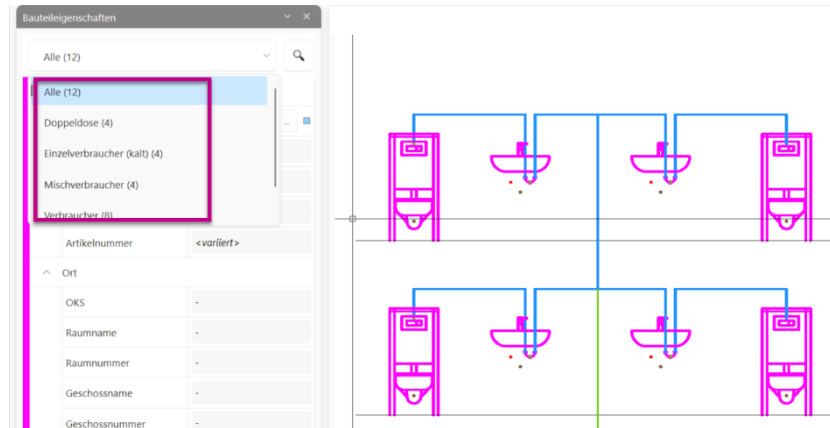 Bauteileigenschaften
Alle (12)
Alle (12)
Doppeldose (4)
Einzelverbraucher (kalt) (4)
Mischverbraucher (4)
Verbraucher (8)
...
Artikelnummer <variiert>
Ort
OKS -
Raumname -
Raumnummer -
Geschossname -
Geschossnummer -